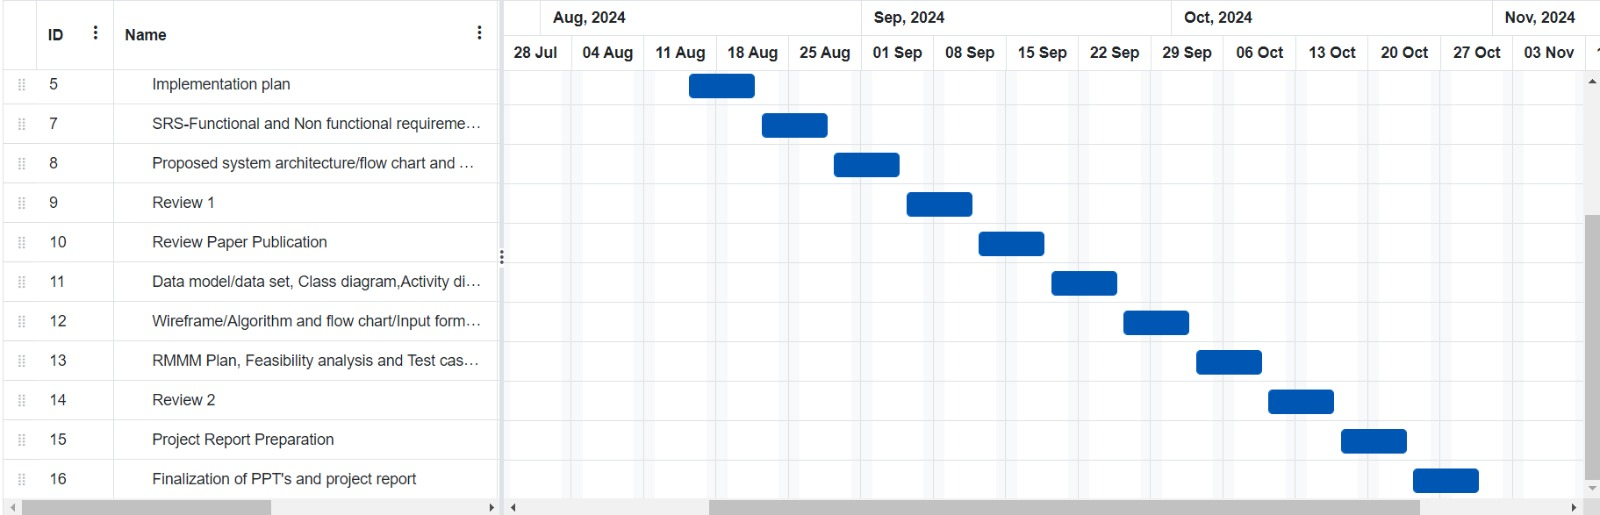 ID Name
Aug, 2024 Sep, 2024 Oct, 2024 Nov, 2024
28 Jul 04 Aug 11 Aug 18 Aug 25 Aug 01 Sep 08 Sep 15 Sep 22 Sep 29 Sep 06 Oct 13 Oct 20 Oct 27 Oct 03 Nov 1
5 Implementation plan
7 SRS-Functional and Non functional requireme...
8 Proposed system architecture/flow chart and ...
9 Review 1
10 Review Paper Publication
11 Data model/data set, Class diagram,Activity di...
12 Wireframe/Algorithm and flow chart/Input form...
13 RMMM Plan, Feasibility analysis and Test cas...
14 Review 2
15 Project Report Preparation
16 Finalization of PPT's and project report